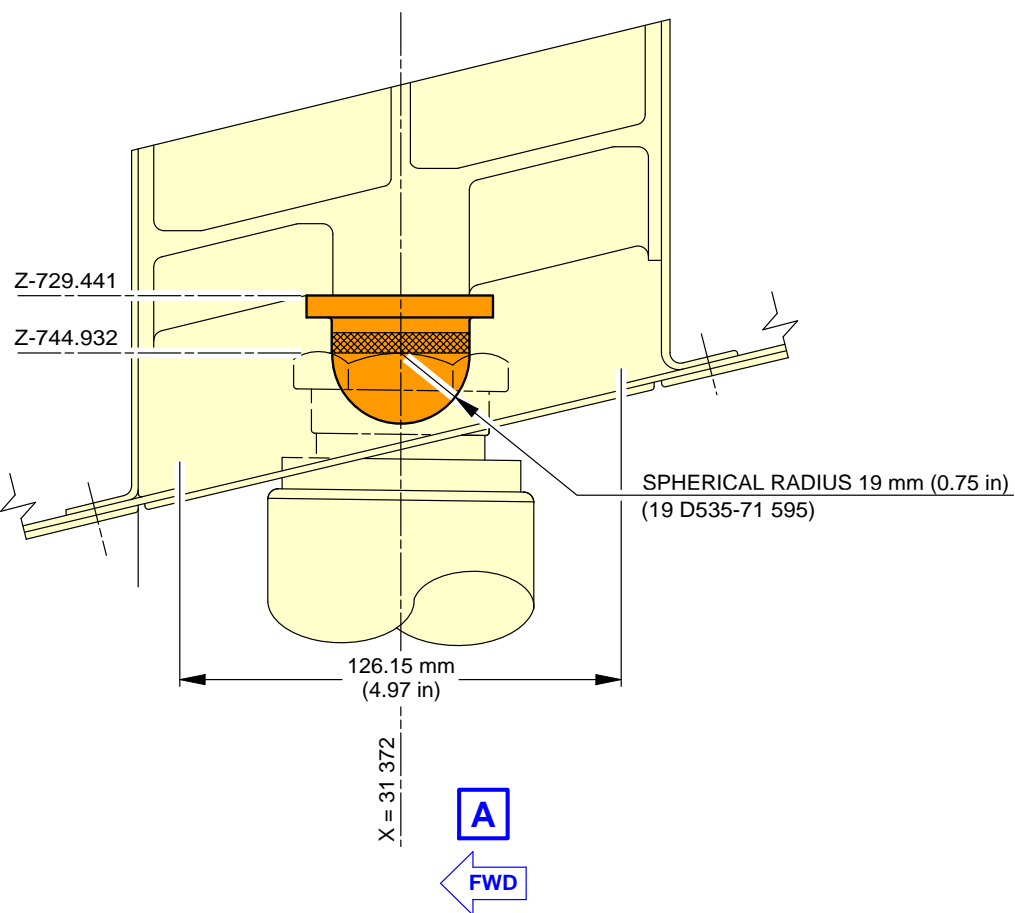 Z-729.441
Z-744.932
SPHERICAL RADIUS 19 mm (0.75 in)
(19 D535-71 595)
126.15 mm
(4.97 in)
X = 31 372
A
FWD